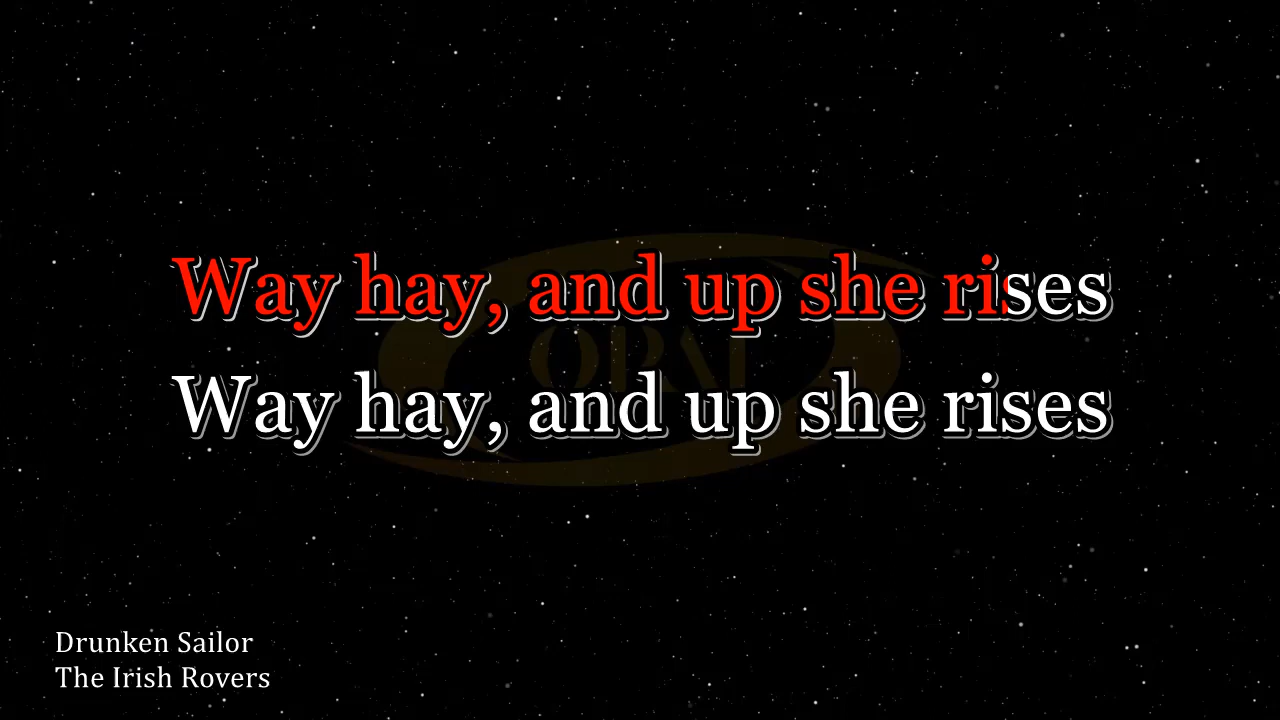 Way hay, and up she rises
Way hay, and up she rises
Drunken Sailor
The Irish Rovers